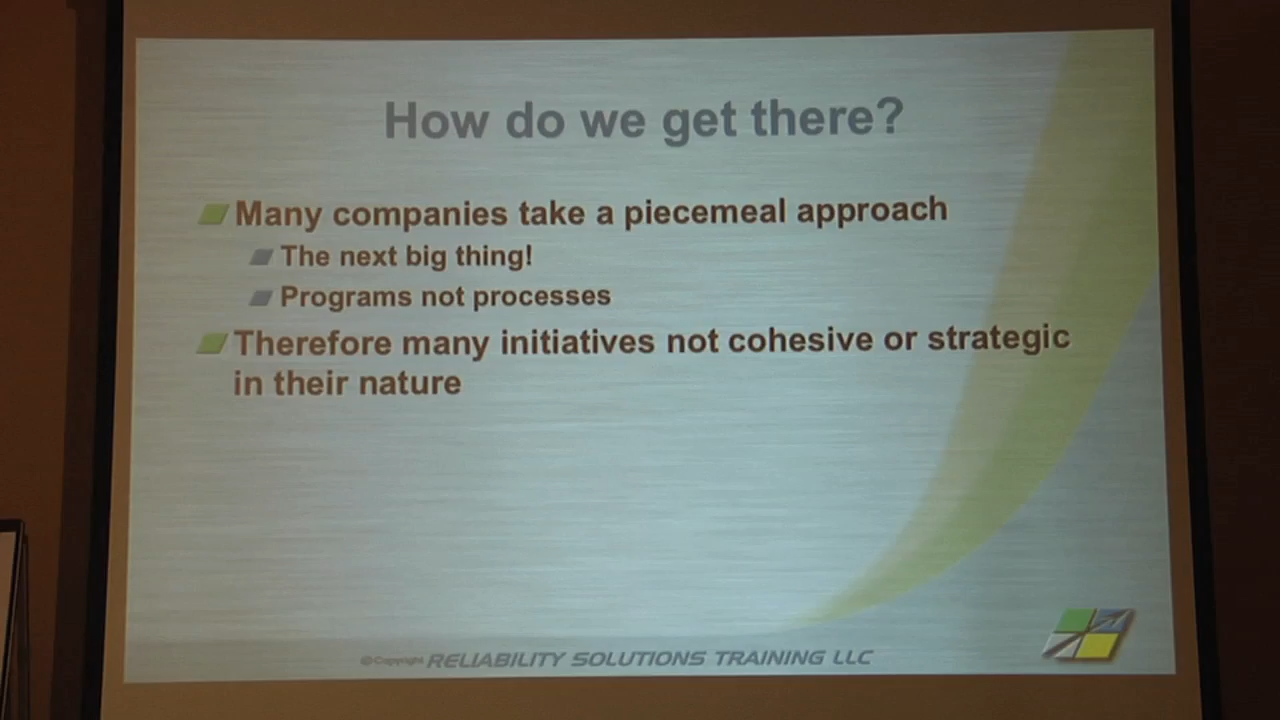 How do we get there?
Many companies take a piecemeal approach
The next big thing!
Programs not processes
Therefore many initiatives not cohesive or strategic
in their nature
©Copyright RELIABILITY SOLUTIONS TRAINING LLC